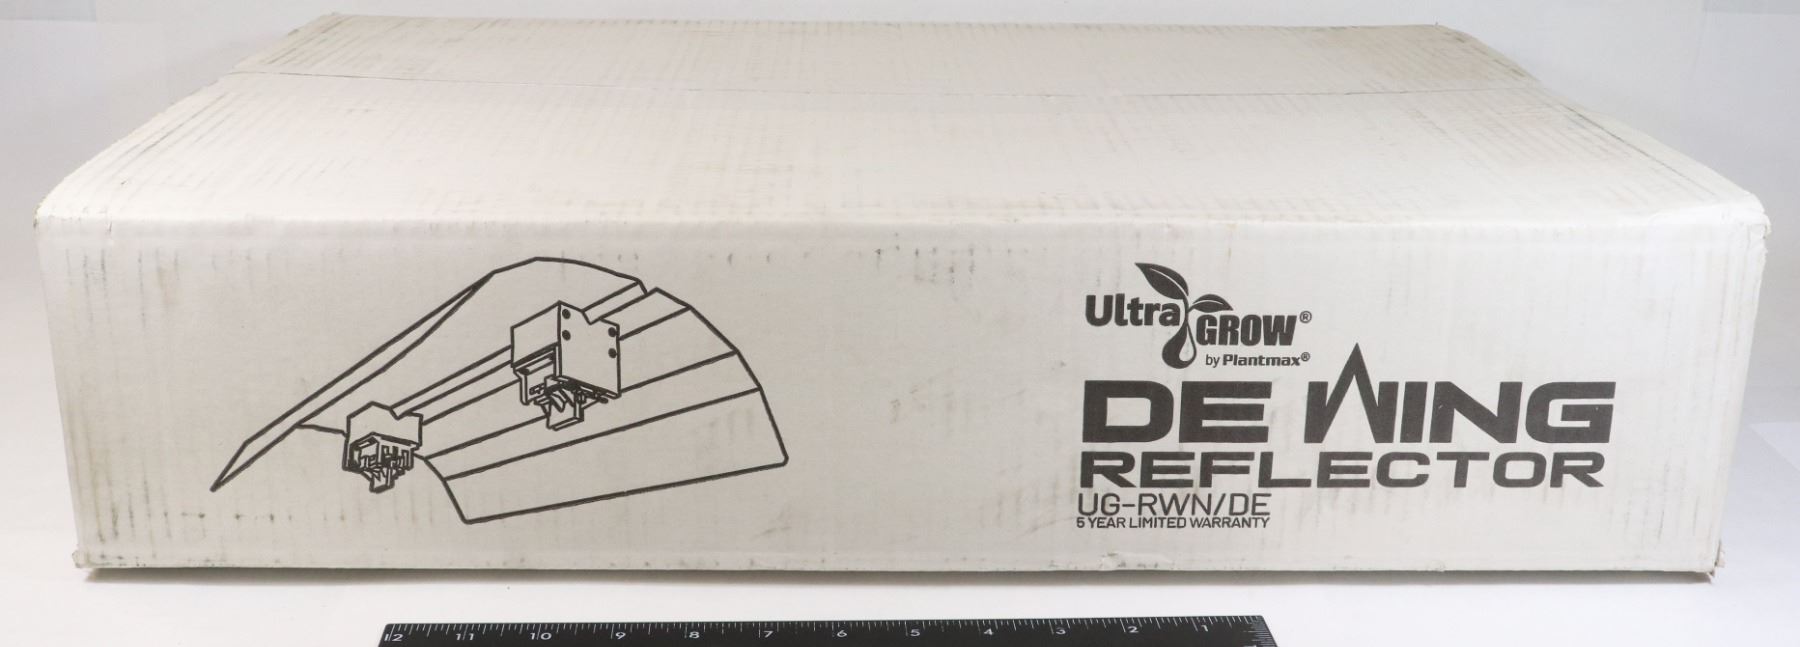 Ultra GROW®
by Plantmax®
DE WING
REFLECTOR
UG-RWN/DE
5 YEAR LIMITED WARRANTY
12 11 10 9 8 7 6 5 4 3 2 1